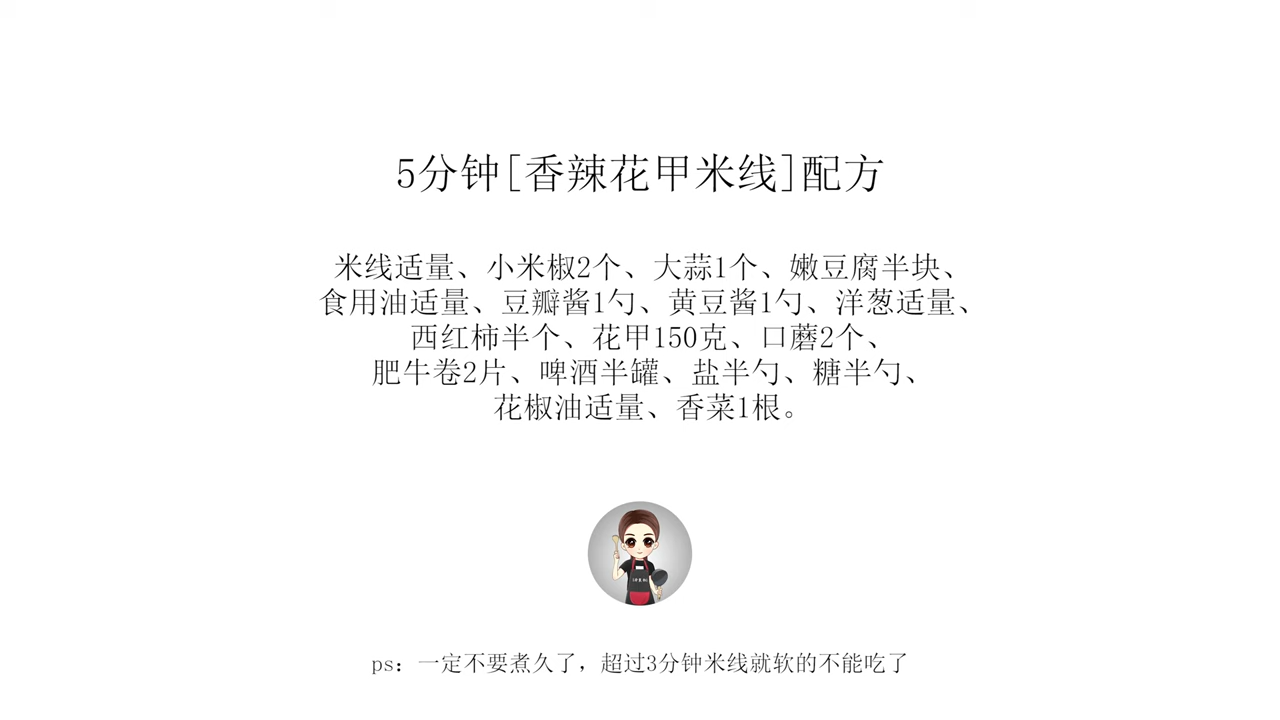 5分钟[香辣花甲米线]配方
米线适量、小米椒2个、大蒜1个、嫩豆腐半块、
食用油适量、豆瓣酱1勺、黄豆酱1勺、洋葱适量、
西红柿半个、花甲150克、口蘑2个、
肥牛卷2片、啤酒半罐、盐半勺、糖半勺、
花椒油适量、香菜1根。
ps：一定不要煮久了，超过3分钟米线就软的不能吃了